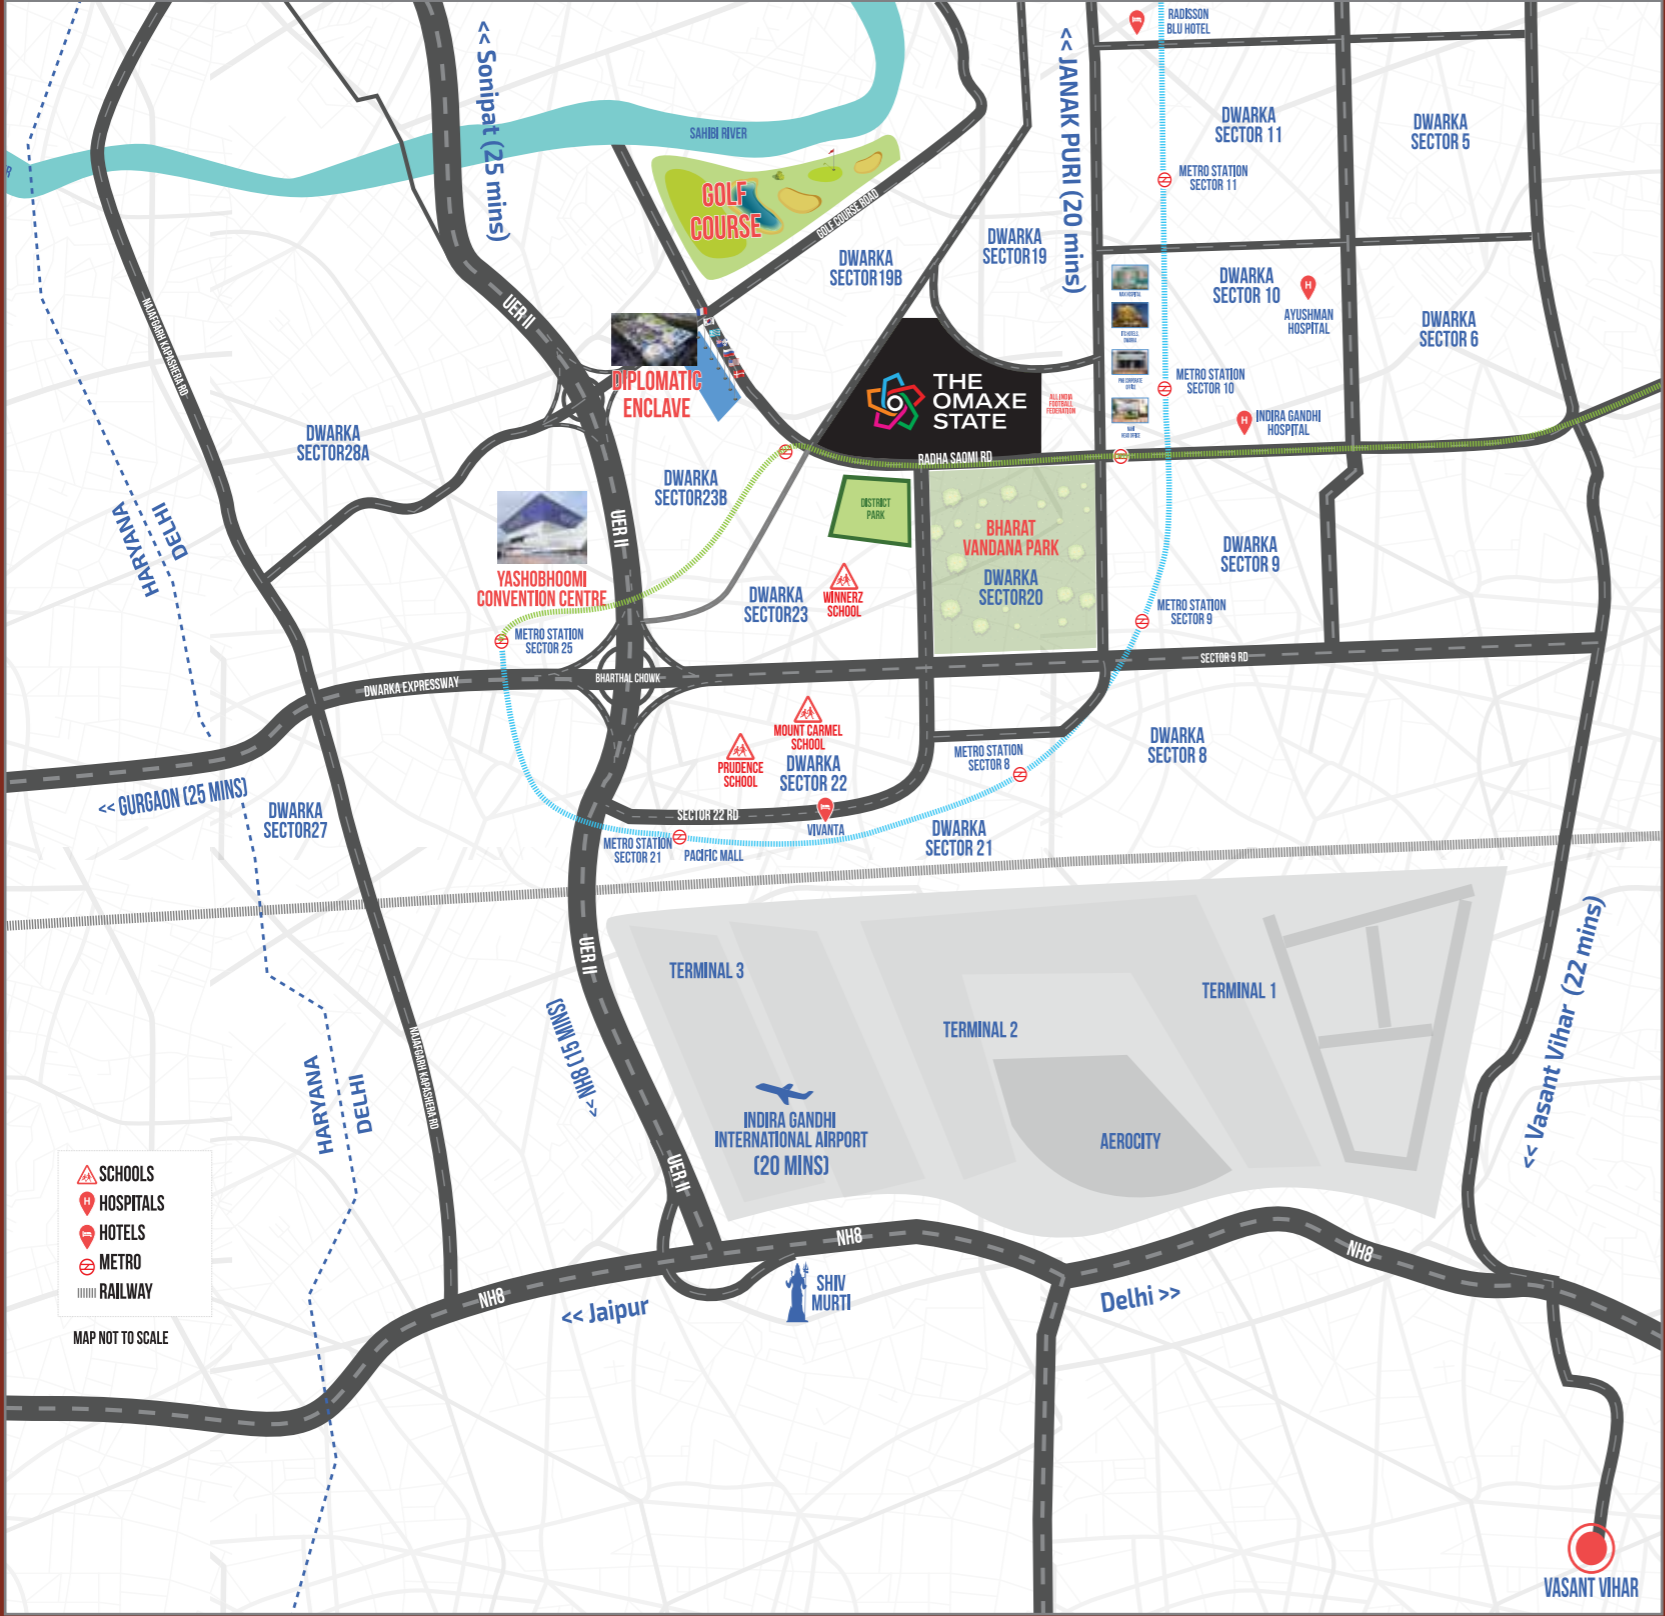 RADISSON
BLU HOTEL
<< Sonipat (25 mins)
<< JANAK PURI (20 mins)
SAHIBI RIVER
DWARKA
SECTOR 11
DWARKA
SECTOR 5
METRO STATION
SECTOR 11
GOLF
COURSE
GOLF COURSE ROAD
DWARKA
SECTOR19B
DWARKA
SECTOR19
DWARKA
SECTOR 10
AYUSHMAN
HOSPITAL
DWARKA
SECTOR 6
NAJAFGARH KAPASHERA RD
UER II
DIPLOMATIC
ENCLAVE
THE
OMAXE
STATE
ALL INDIA
FOOTBALL
FEDERATION
METRO STATION
SECTOR 10
INDIRA GANDHI
HOSPITAL
RADHA SAOMI RD
DWARKA
SECTOR28A
DWARKA
SECTOR23B
DISTRICT
PARK
BHARAT
VANDANA PARK
DWARKA
SECTOR20
DWARKA
SECTOR 9
HARYANA
DELHI
UER II
YASHOBHOOMI
CONVENTION CENTRE
DWARKA
SECTOR23
WINNERZ
SCHOOL
METRO STATION
SECTOR 9
METRO STATION
SECTOR 25
SECTOR 9 RD
BHARTHAL CHOWK
DWARKA EXPRESSWAY
MOUNT CARMEL
SCHOOL
PRUDENCE
SCHOOL
DWARKA
SECTOR 22
METRO STATION
SECTOR 8
DWARKA
SECTOR 8
<< GURGAON (25 MINS)
DWARKA
SECTOR27
SECTOR 22 RD
VIVANTA
METRO STATION
SECTOR 21
PACIFIC MALL
DWARKA
SECTOR 21
UER II
TERMINAL 3
TERMINAL 2
TERMINAL 1
<< Vasant Vihar (22 mins)
NH8 (15 MINS) >>
NAJAFGARH KAPASHERA RD
HARYANA
DELHI
INDIRA GANDHI
INTERNATIONAL AIRPORT
(20 MINS)
AEROCITY
UER II
SCHOOLS
HOSPITALS
HOTELS
METRO
RAILWAY
MAP NOT TO SCALE
NH8
NH8
NH8
<< Jaipur
SHIV
MURTI
Delhi >>
VASANT VIHAR